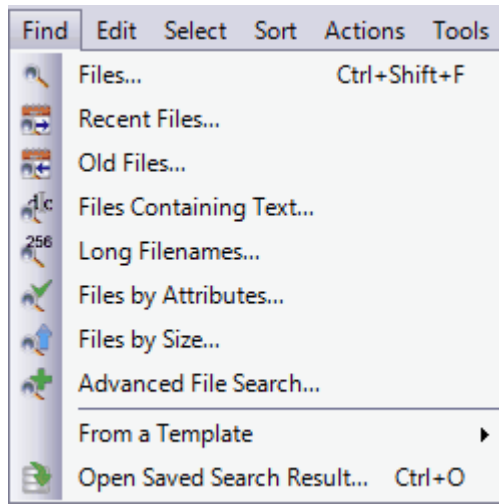 Find Edit Select Sort Actions Tools
Files... Ctrl+Shift+F
Recent Files...
Old Files...
Files Containing Text...
256 Long Filenames...
Files by Attributes...
Files by Size...
Advanced File Search...
From a Template
Open Saved Search Result... Ctrl+O